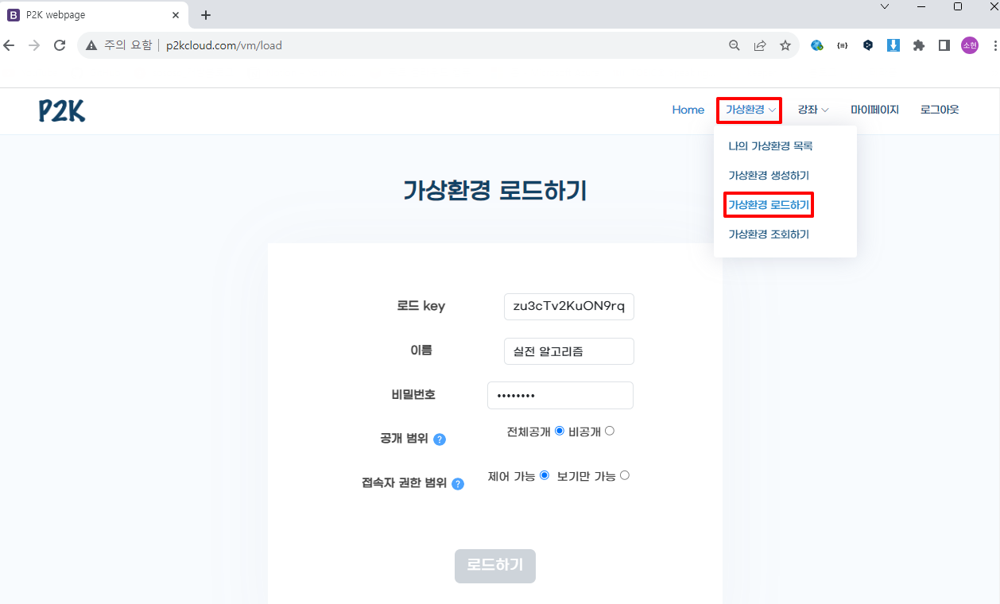 B P2K webpage
주의 요함 p2kcloud.com/vm/load
{≡} 소현
P2K Home 가상환경 강좌 마이페이지 로그아웃
나의 가상환경 목록
가상환경 생성하기
가상환경 로드하기
가상환경 조회하기
가상환경 로드하기
로드 key zu3cTv2KuON9rq
이름 실전 알고리즘
비밀번호 ••••••••
공개 범위 ? 전체공개 비공개
접속자 권한 범위 ? 제어 가능 보기만 가능
로드하기